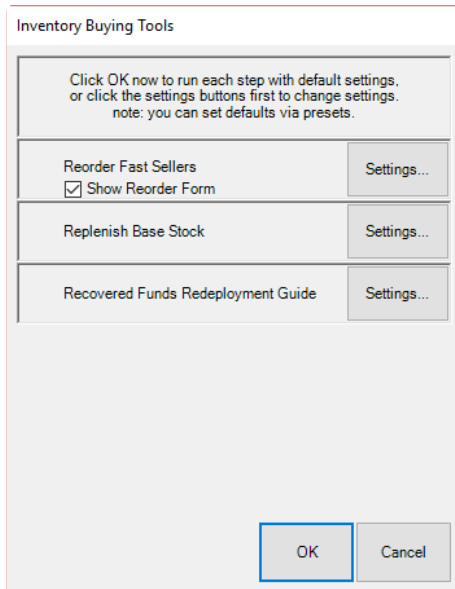 Inventory Buying Tools
Click OK now to run each step with default settings,
or click the settings buttons first to change settings.
note: you can set defaults via presets.
Reorder Fast Sellers
Settings...
Show Reorder Form
Replenish Base Stock
Settings...
Recovered Funds Redeployment Guide
Settings...
OK
Cancel